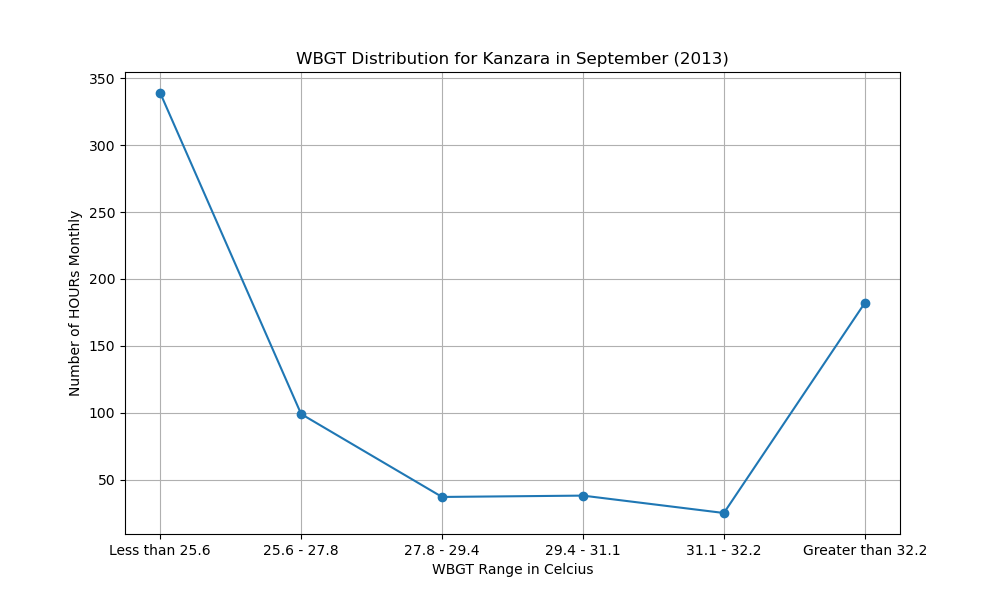 WBGT Distribution for Kanzara in September (2013)
Number of HOURs Monthly
350
300
250
200
150
100
50
Less than 25.6
25.6 - 27.8
27.8 - 29.4
29.4 - 31.1
31.1 - 32.2
Greater than 32.2
WBGT Range in Celcius